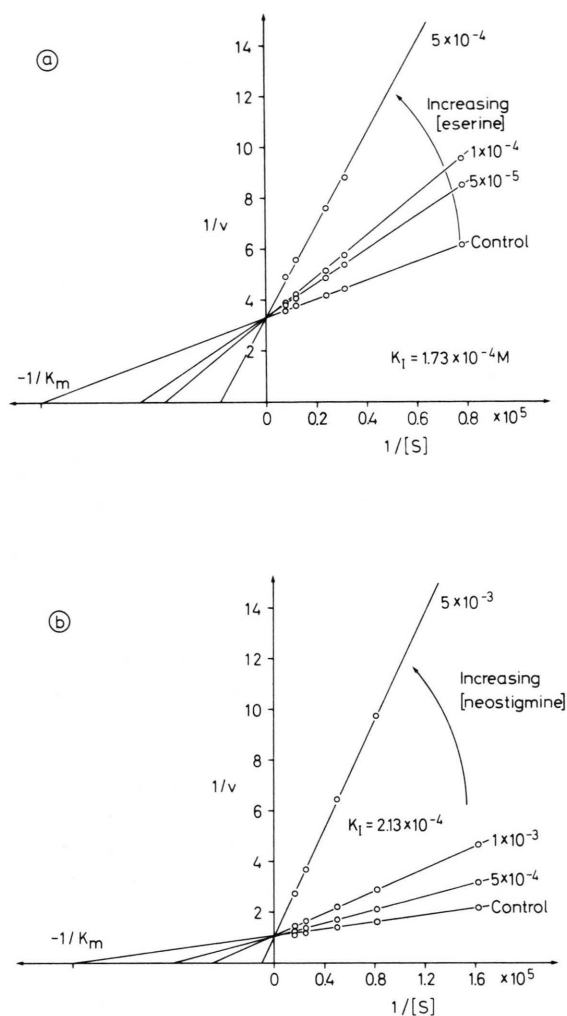 a
14
12
10
8
6
4
2
1/v
5×10⁻⁴
Increasing
[eserine]
1×10⁻⁴
5×10⁻⁵
Control
K_I = 1.73×10⁻⁴M
-1/K_m
0 0.2 0.4 0.6 0.8 ×10⁵
1/[S]
b
14
12
10
8
6
4
2
1/v
5×10⁻³
Increasing
[neostigmine]
K_I = 2.13×10⁻⁴
1×10⁻³
5×10⁻⁴
Control
-1/K_m
0 0.4 0.8 1.2 1.6 ×10⁵
1/[S]